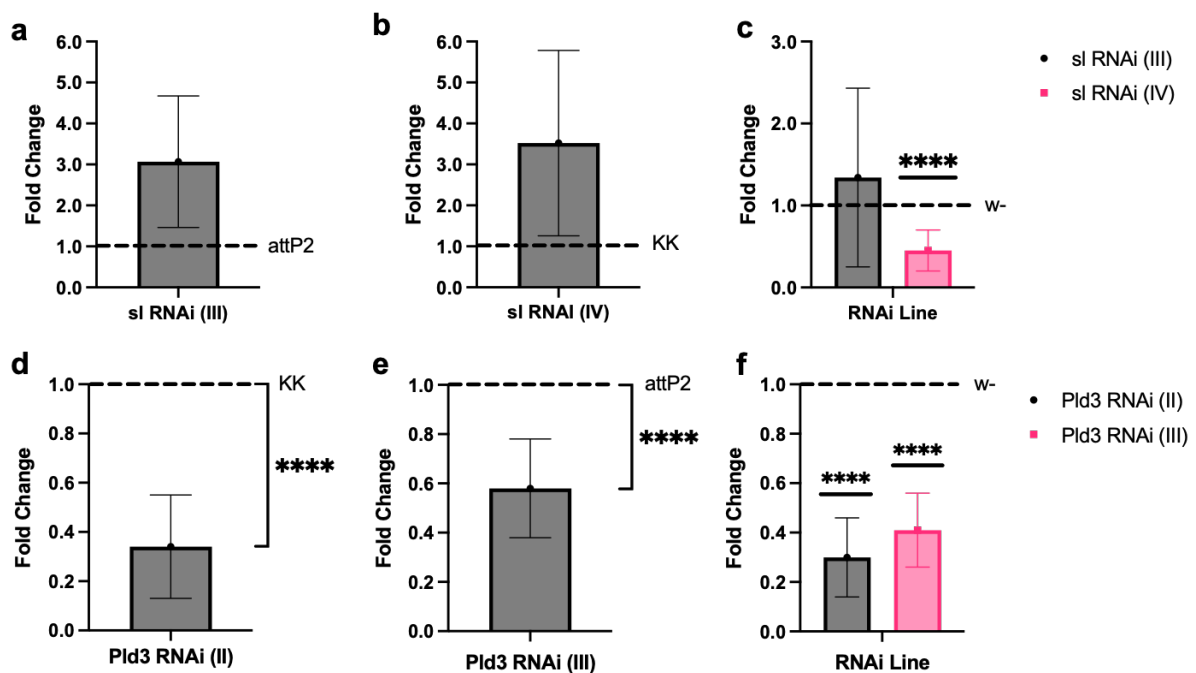 a
6.0
5.0
4.0
3.0
2.0
1.0
0.0
Fold Change
attP2
sl RNAi (III)
b
6.0
5.0
4.0
3.0
2.0
1.0
0.0
Fold Change
KK
sl RNAI (IV)
c
3.0
2.0
1.0
0.0
Fold Change
****
w-
RNAi Line
sl RNAi (III)
sl RNAi (IV)
d
1.0
0.8
0.6
0.4
0.2
0.0
Fold Change
KK
****
Pld3 RNAi (II)
e
1.0
0.8
0.6
0.4
0.2
0.0
Fold Change
attP2
****
Pld3 RNAi (III)
f
1.0
0.8
0.6
0.4
0.2
0.0
Fold Change
w-
****
****
RNAi Line
Pld3 RNAi (II)
Pld3 RNAi (III)